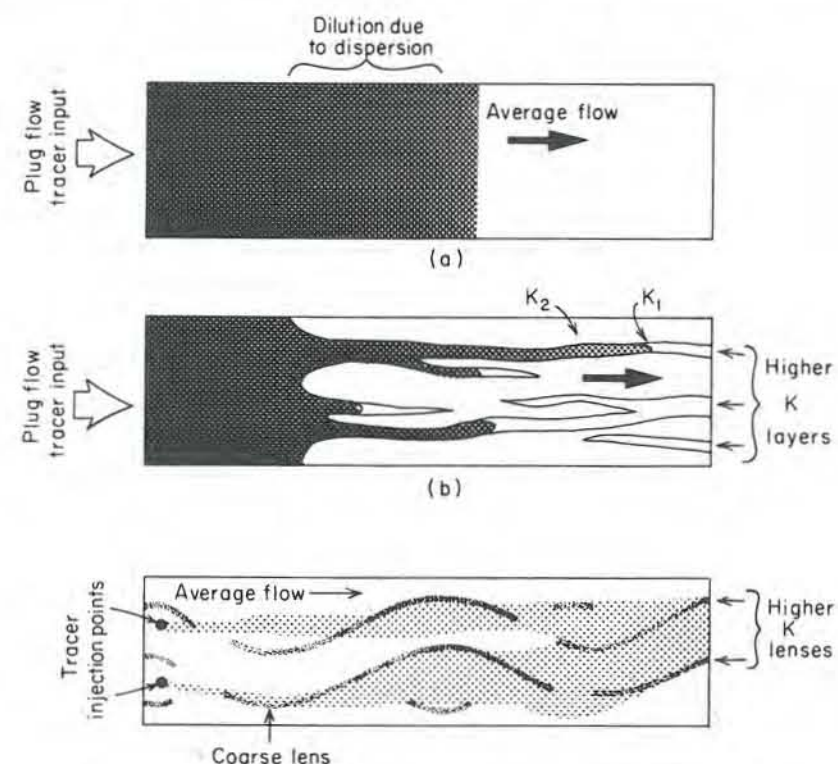 Dilution due
to dispersion
Plug flow
tracer input
Average flow
(a)
K2
K1
Plug flow
tracer input
Higher
K
layers
(b)
Average flow
Tracer
injection points
Higher
K
lenses
Coarse lens